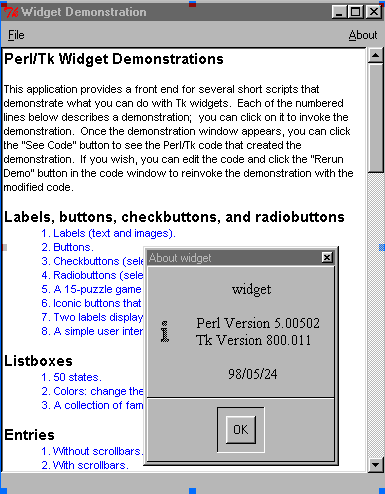 Tk Widget Demonstration
File About
Perl/Tk Widget Demonstrations
This application provides a front end for several short scripts that
demonstrate what you can do with Tk widgets. Each of the numbered
lines below describes a demonstration; you can click on it to invoke the
demonstration. Once the demonstration window appears, you can click
the "See Code" button to see the Perl/Tk code that created the
demonstration. If you wish, you can edit the code and click the "Rerun
Demo" button in the code window to reinvoke the demonstration with the
modified code.
Labels, buttons, checkbuttons, and radiobuttons
1. Labels (text and images).
2. Buttons.
3. Checkbuttons (sele
4. Radiobuttons (sele
5. A 15-puzzle game
6. Iconic buttons that
7. Two labels display
8. A simple user inter
Listboxes
1. 50 states.
2. Colors: change the
3. A collection of fam
Entries
1. Without scrollbars.
2. With scrollbars.
About widget
widget
i
Perl Version 5.00502
Tk Version 800.011
98/05/24
OK